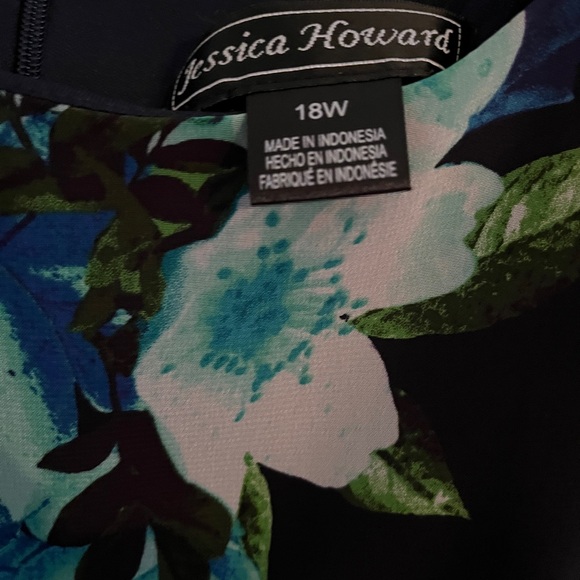 Jessica Howard
18W
MADE IN INDONESIA
HECHO EN INDONESIA
FABRIQUÉ EN INDONÉSIE